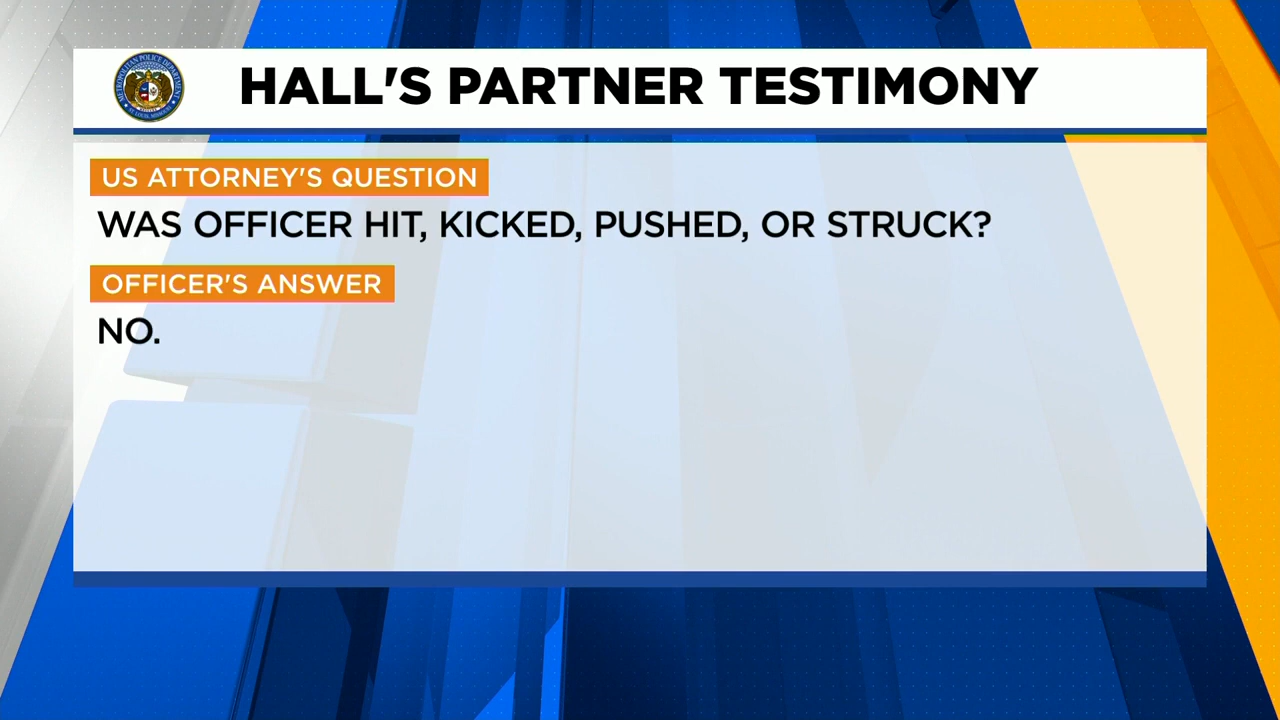 HALL'S PARTNER TESTIMONY
US ATTORNEY'S QUESTION
WAS OFFICER HIT, KICKED, PUSHED, OR STRUCK?
OFFICER'S ANSWER
NO.